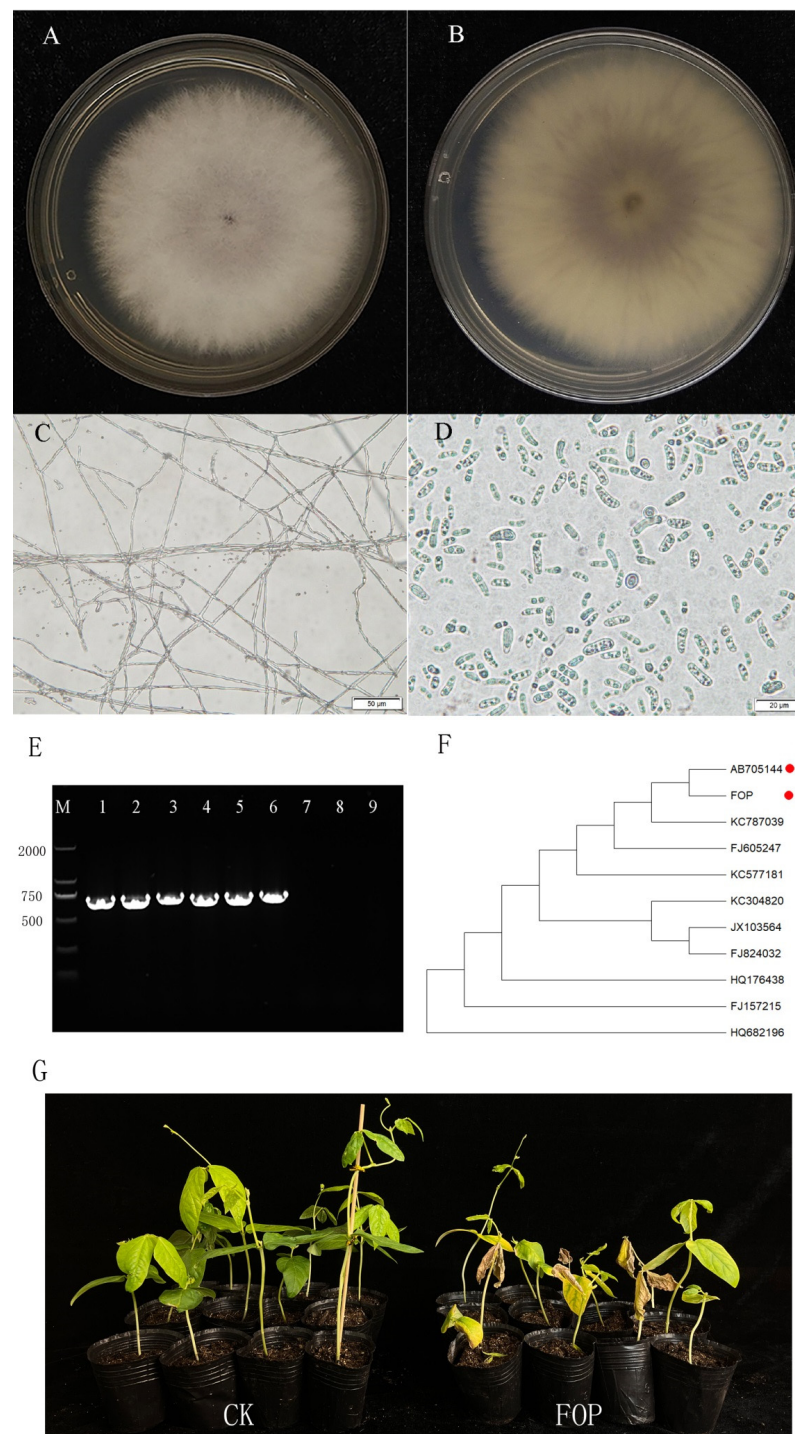 A
B
C
D
50 μm
20 μm
E
F
M 1 2 3 4 5 6 7 8 9
2000
750
500
AB705144
FOP
KC787039
FJ605247
KC577181
KC304820
JX103564
FJ824032
HQ176438
FJ157215
HQ682196
G
CK
FOP